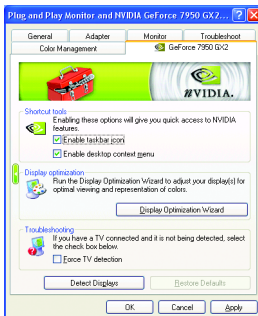 Plug and Play Monitor and NVIDIA GeForce 7950 GX2...
General
Adapter
Monitor
Troubleshoot
Color Management
GeForce 7950 GX2
NVIDIA.
Shortcut tools
Enabling these options will give you quick access to NVIDIA
features.
Enable taskbar icon
Enable desktop context menu
Display optimization
Run the Display Optimization Wizard to adjust your display(s) for
optimal viewing and representation of colors.
Display Optimization Wizard
Troubleshooting
If you have a TV connected and it is not being detected, select
the check box below.
Force TV detection
Detect Displays
Restore Defaults
OK
Cancel
Apply